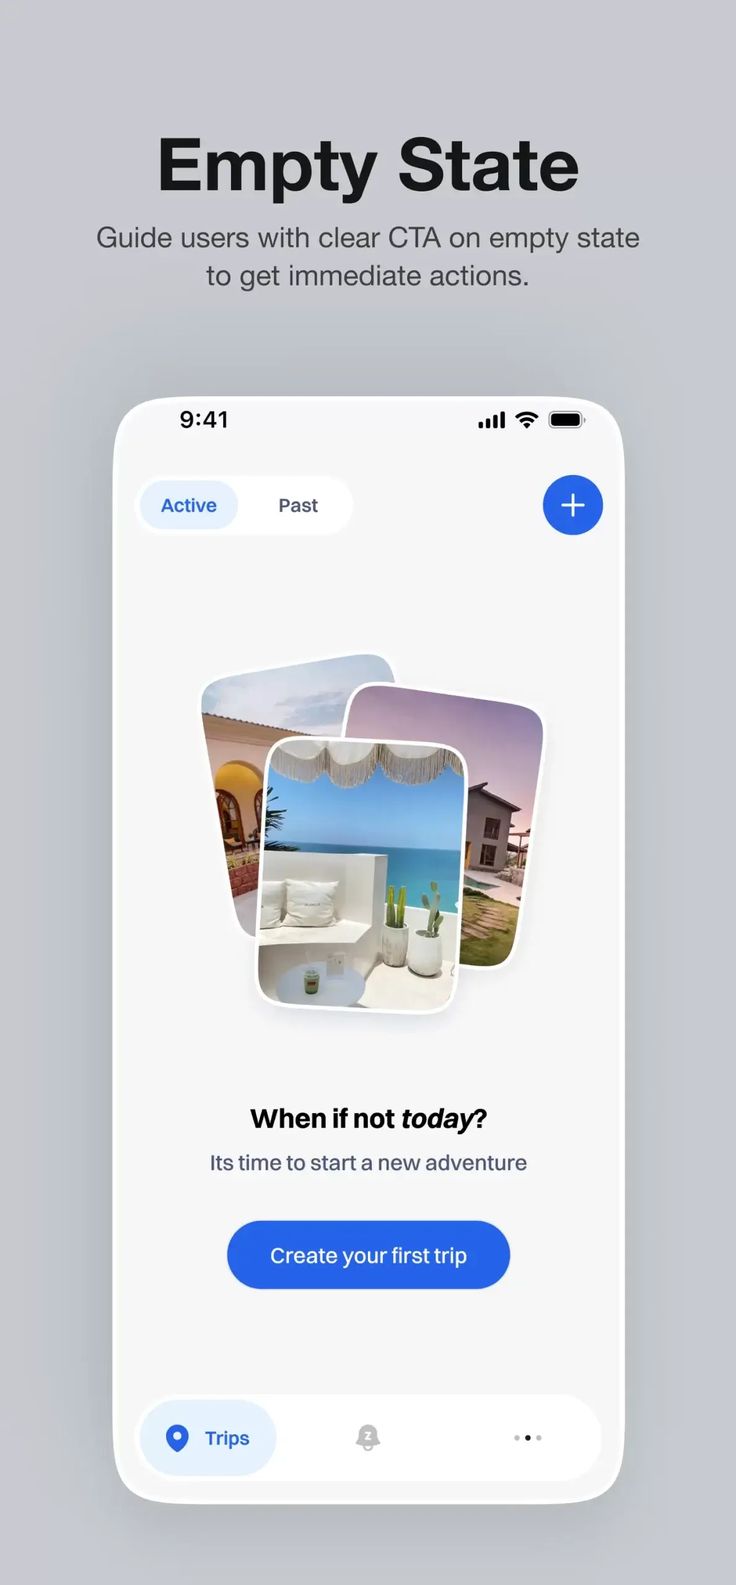 Empty State
Guide users with clear CTA on empty state
to get immediate actions.
9:41
Active Past
When if not today?
Its time to start a new adventure
Create your first trip
Trips